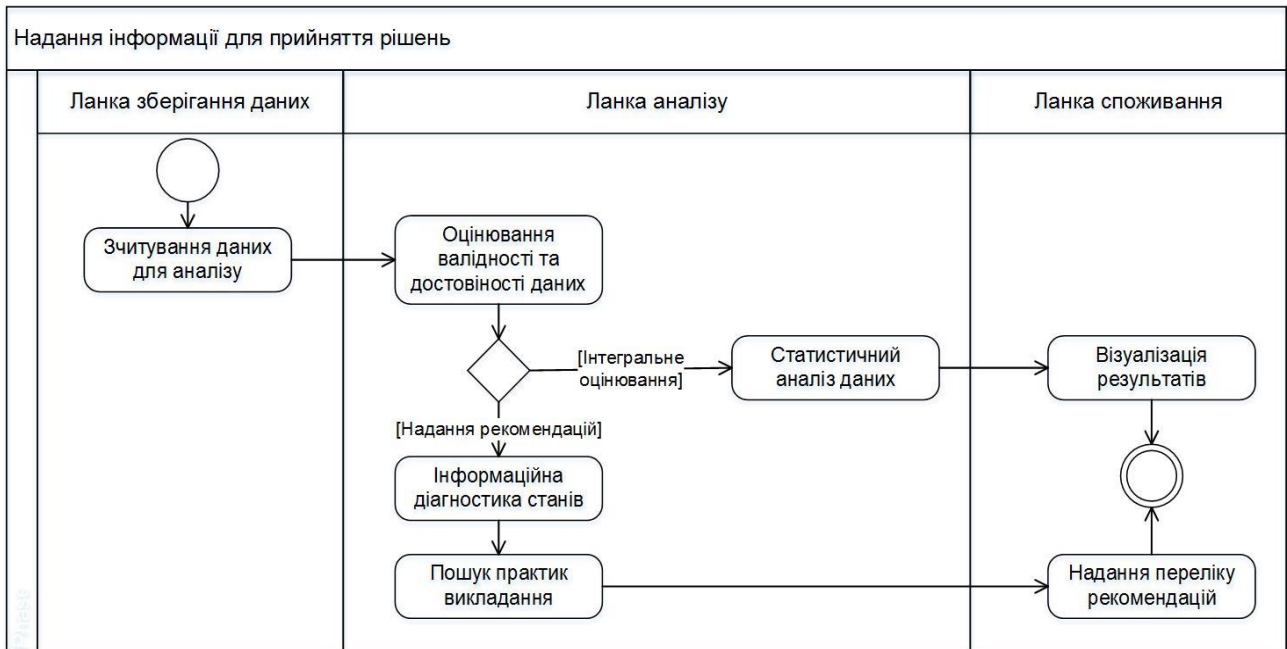 Надання інформації для прийняття рішень
Ланка зберігання даних
Ланка аналізу
Ланка споживання
Зчитування даних
для аналізу
Оцінювання
валідності та
достовіності даних
[Інтегральне
оцінювання]
Статистичний
аналіз даних
Візуалізація
результатів
[Надання рекомендацій]
Інформаційна
діагностика станів
Пошук практик
викладання
Надання переліку
рекомендацій